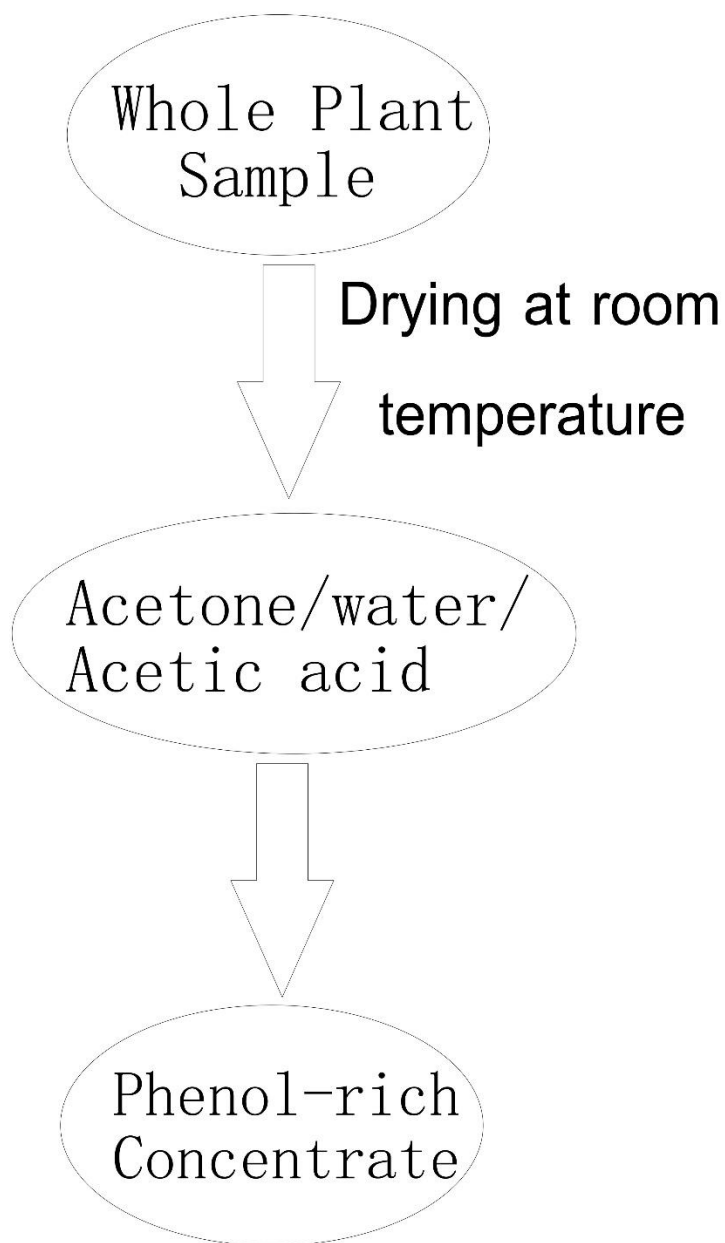 Whole Plant
Sample
Drying at room
temperature
Acetone/water/
Acetic acid
Phenol-rich
Concentrate